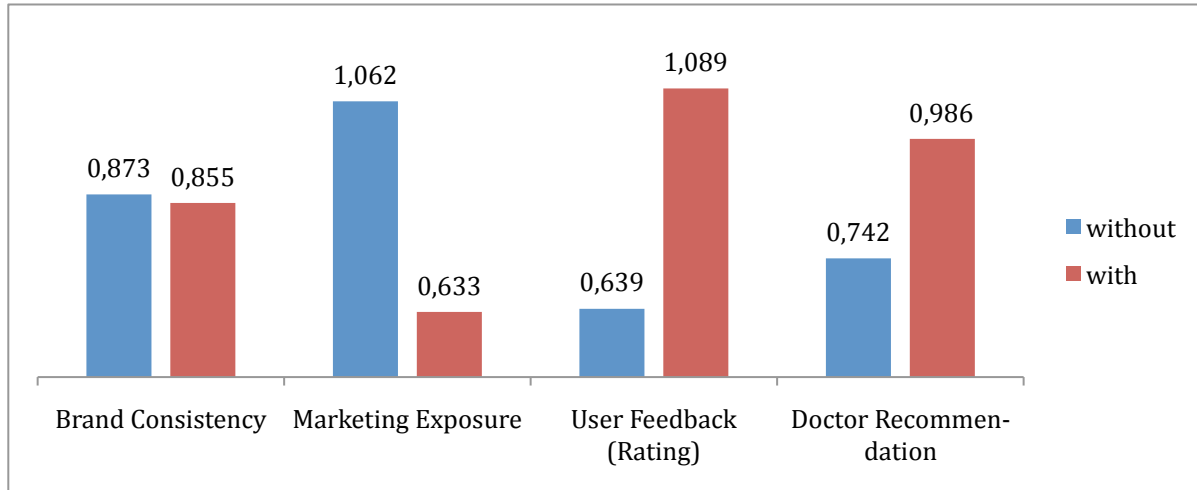 1,062
1,089
0,986
0,873
0,855
0,742
0,633
0,639
without
with
Brand Consistency
Marketing Exposure
User Feedback
(Rating)
Doctor Recommen-
dation